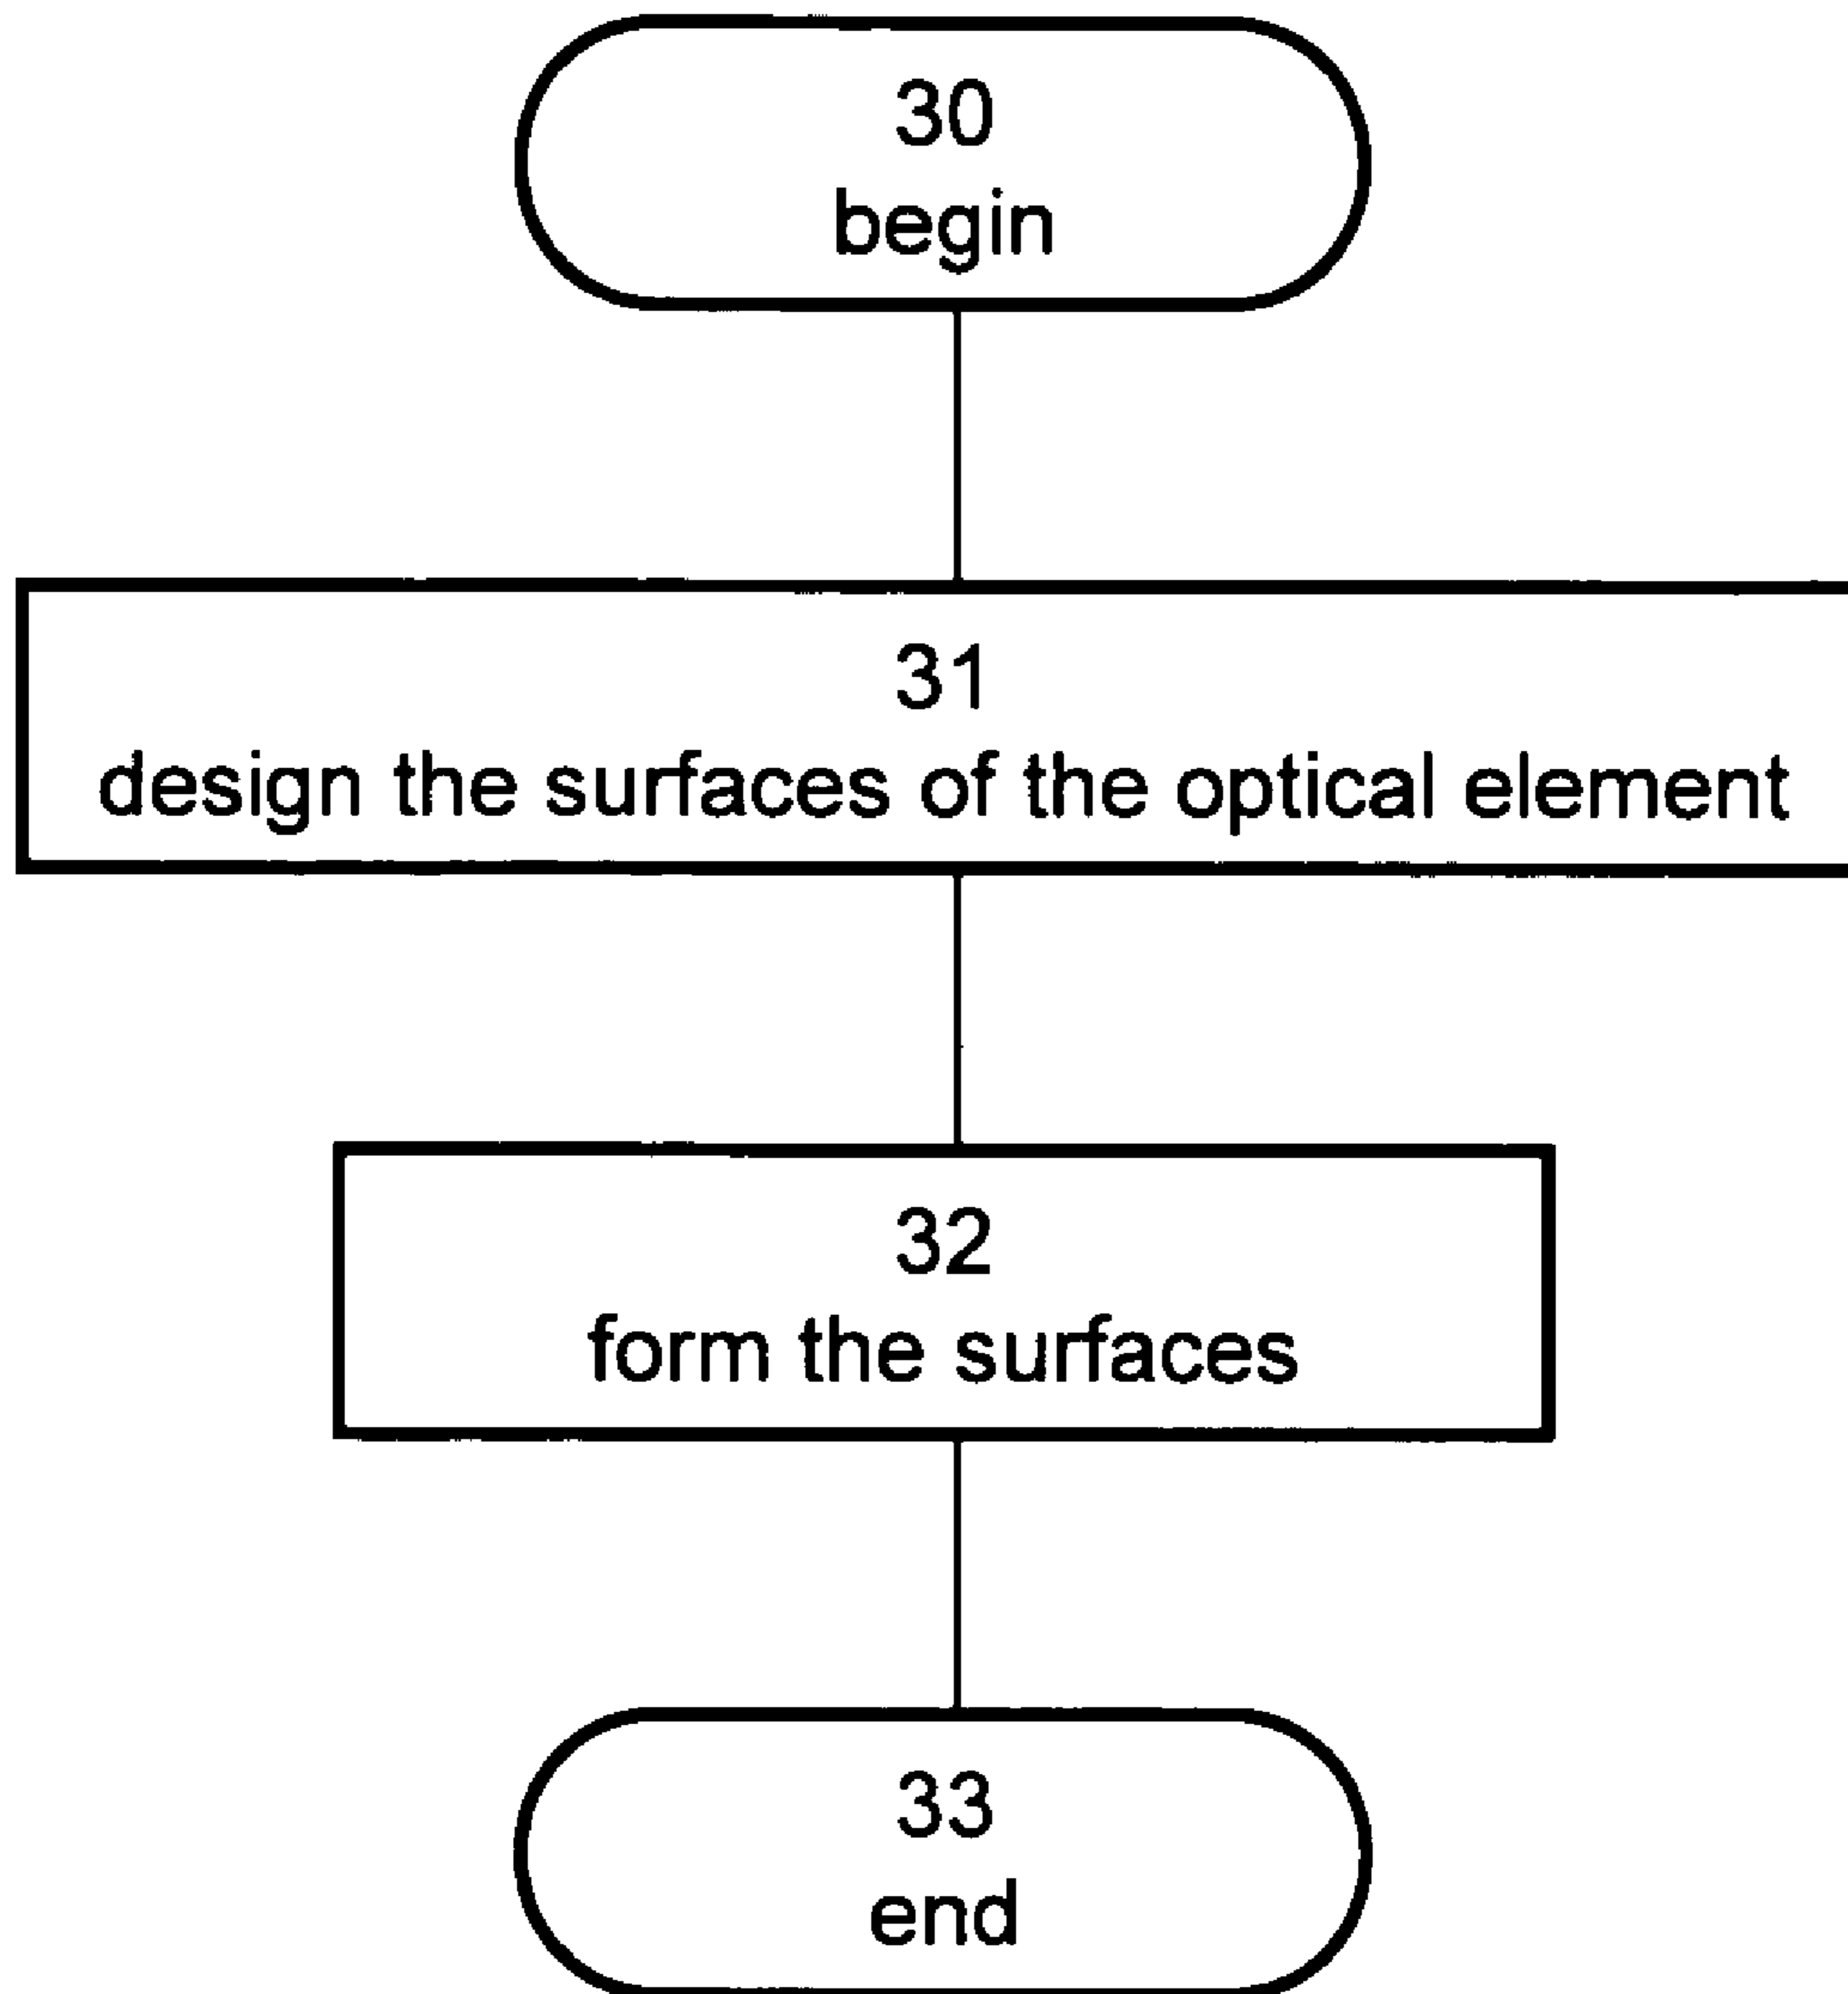 30
begin
31
design the surfaces of the optical element
32
form the surfaces
33
end